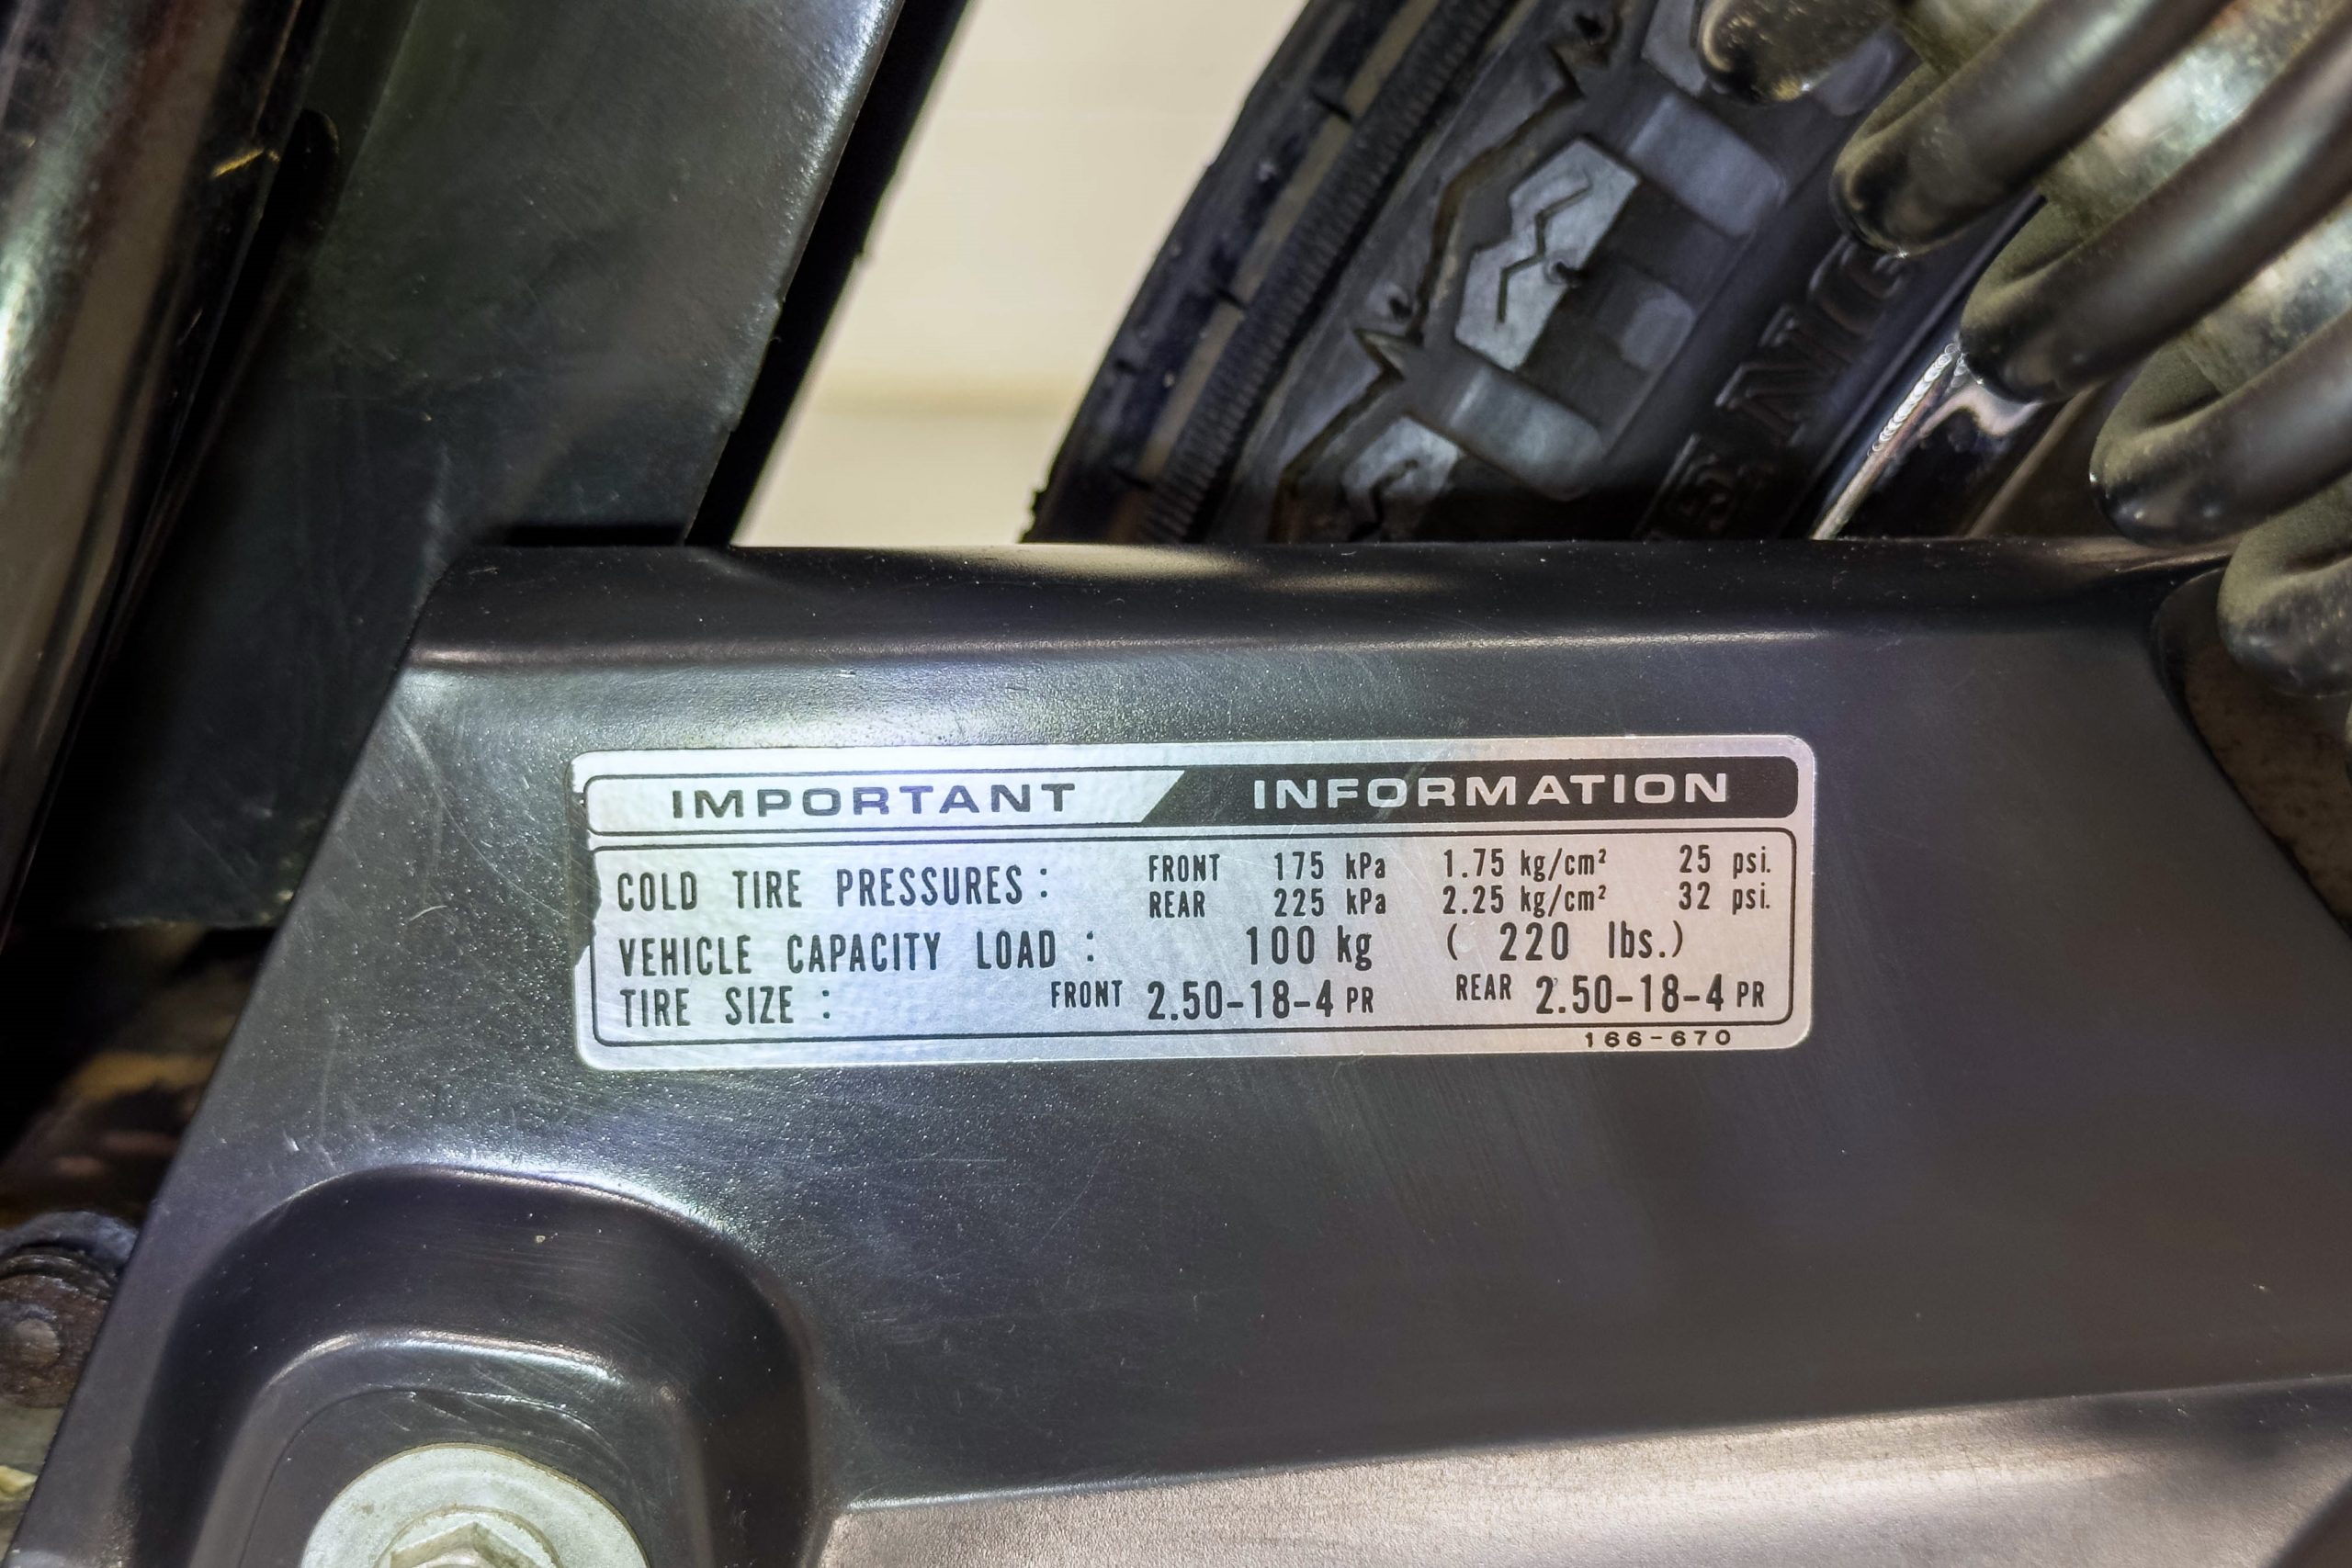 IMPORTANT INFORMATION
COLD TIRE PRESSURES : FRONT 175 kPa 1.75 kg/cm² 25 psi.
REAR 225 kPa 2.25 kg/cm² 32 psi.
VEHICLE CAPACITY LOAD : 100 kg ( 220 lbs.)
TIRE SIZE : FRONT 2.50-18-4 PR REAR 2.50-18-4 PR
166-670